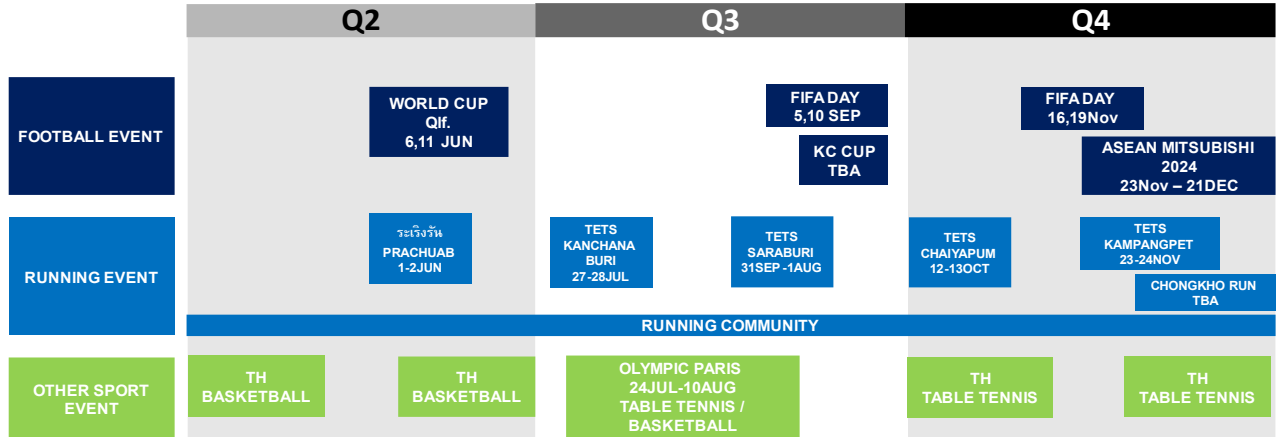 Q2
Q3
Q4
FOOTBALL EVENT
WORLD CUP
Qlf.
6,11 JUN
FIFA DAY
5,10 SEP
KC CUP
TBA
FIFA DAY
16,19Nov
ASEAN MITSUBISHI
2024
23Nov – 21DEC
RUNNING EVENT
ระเริงรัน
PRACHUAB
1-2JUN
TETS
KANCHANA
BURI
27-28JUL
TETS
SARABURI
31SEP -1AUG
TETS
CHAIYAPUM
12-13OCT
TETS
KAMPANGPET
23-24NOV
CHONGKHO RUN
TBA
RUNNING COMMUNITY
OTHER SPORT
EVENT
TH
BASKETBALL
TH
BASKETBALL
OLYMPIC PARIS
24JUL-10AUG
TABLE TENNIS /
BASKETBALL
TH
TABLE TENNIS
TH
TABLE TENNIS